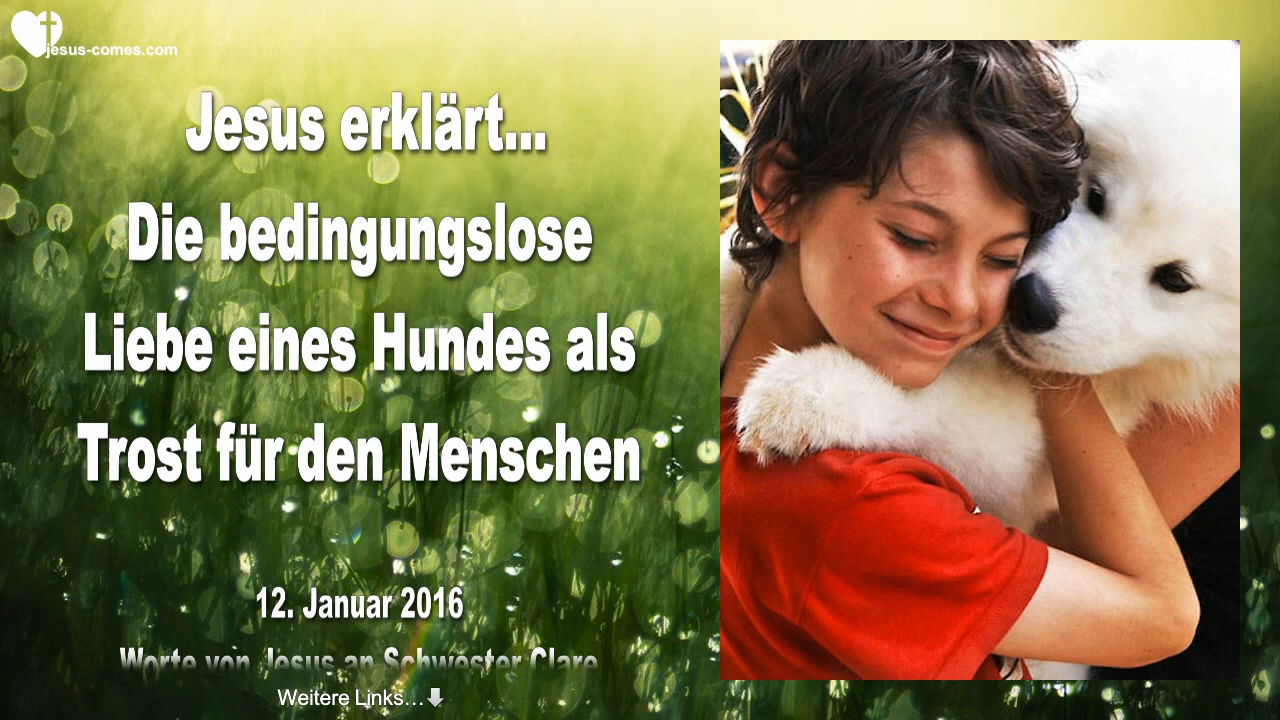 jesus-comes.com
Jesus erklärt...
Die bedingungslose
Liebe eines Hundes als
Trost für den Menschen
12. Januar 2016
Worte von Jesus an Schwester Clare
Weitere Links...